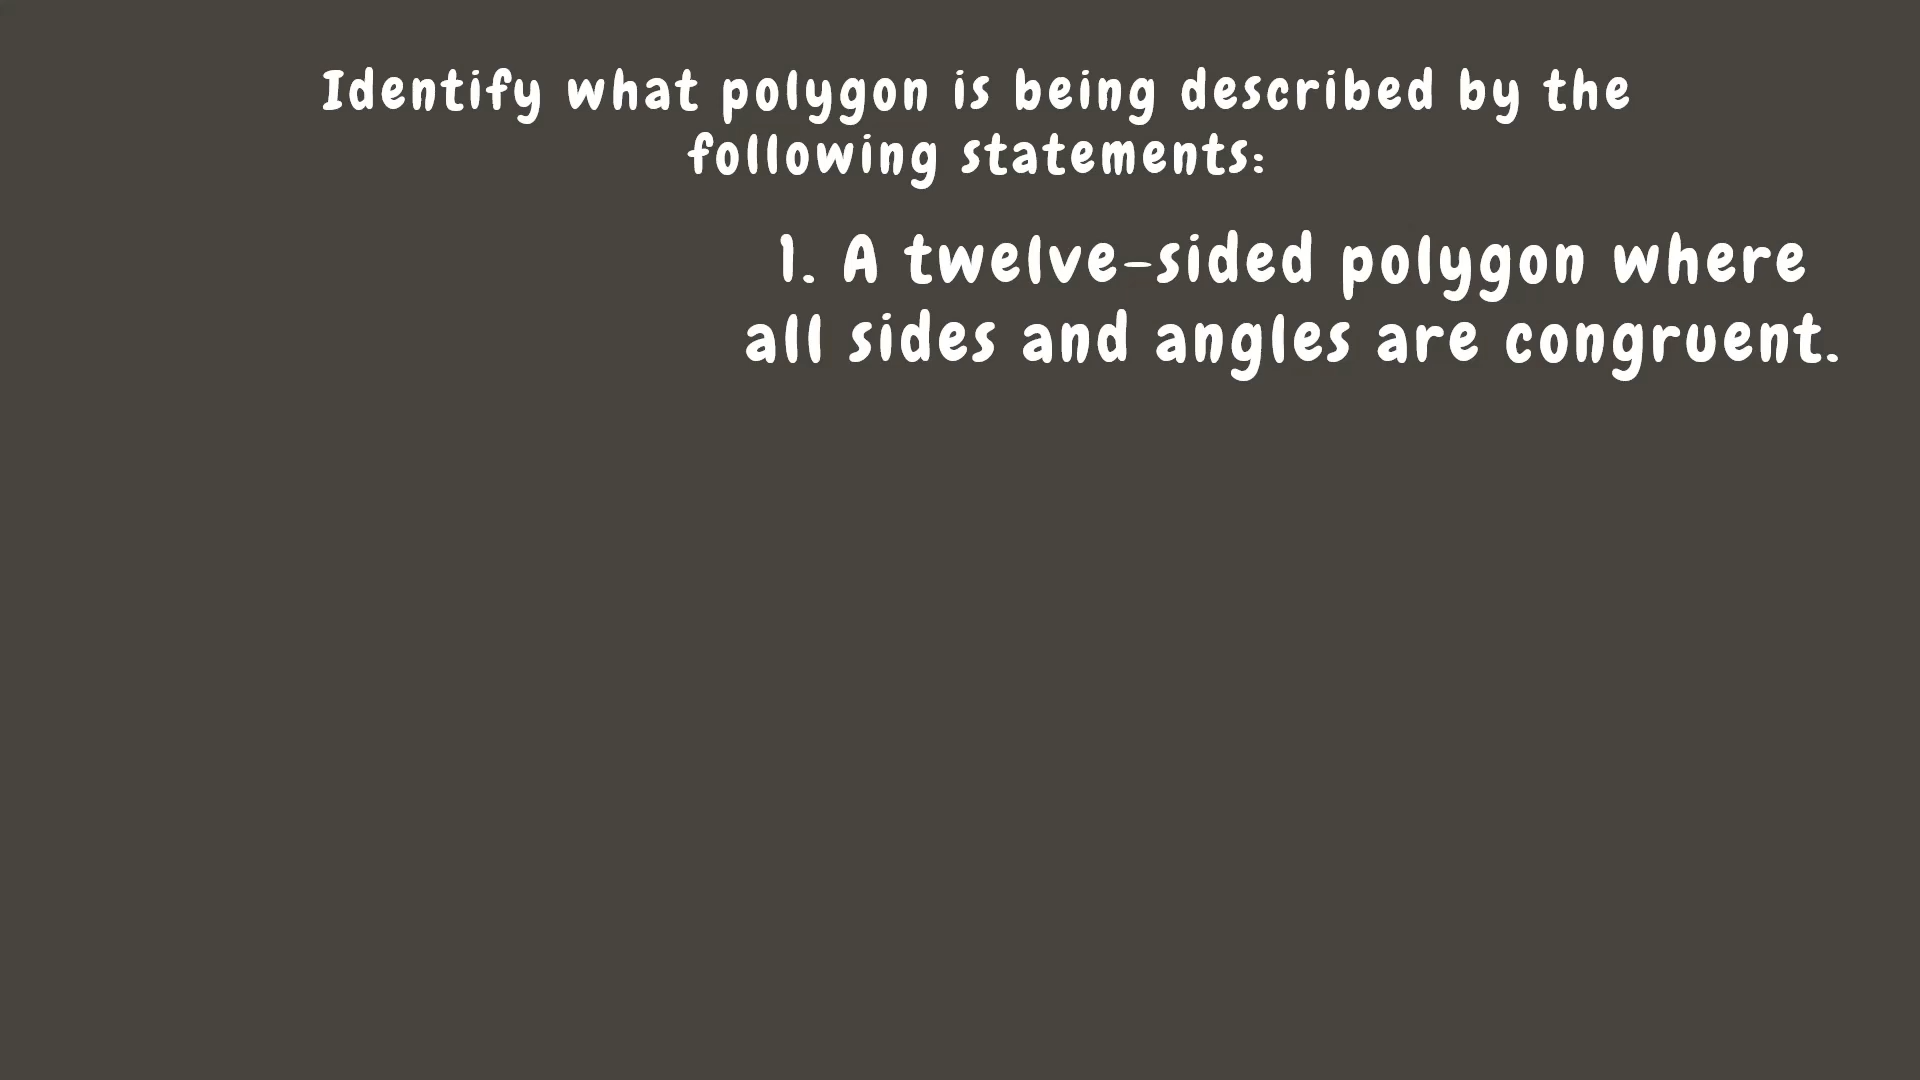 Identify what polygon is being described by the
following statements:
1. A twelve-sided polygon where
all sides and angles are congruent.